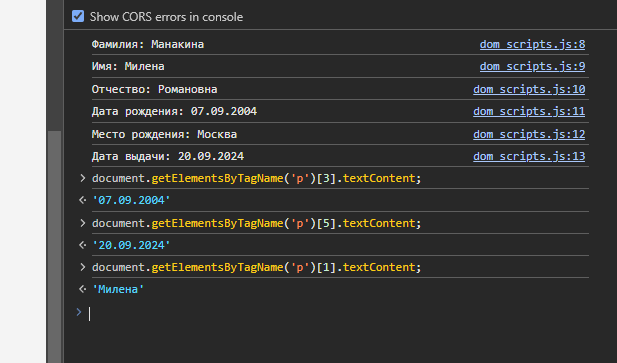 Show CORS errors in console
Фамилия: Манакина dom scripts.js:8
Имя: Милена dom scripts.js:9
Отчество: Романовна dom scripts.js:10
Дата рождения: 07.09.2004 dom scripts.js:11
Место рождения: Москва dom scripts.js:12
Дата выдачи: 20.09.2024 dom scripts.js:13
> document.getElementsByTagName('p')[3].textContent;
'07.09.2004'
> document.getElementsByTagName('p')[5].textContent;
'20.09.2024'
> document.getElementsByTagName('p')[1].textContent;
'Милена'
>